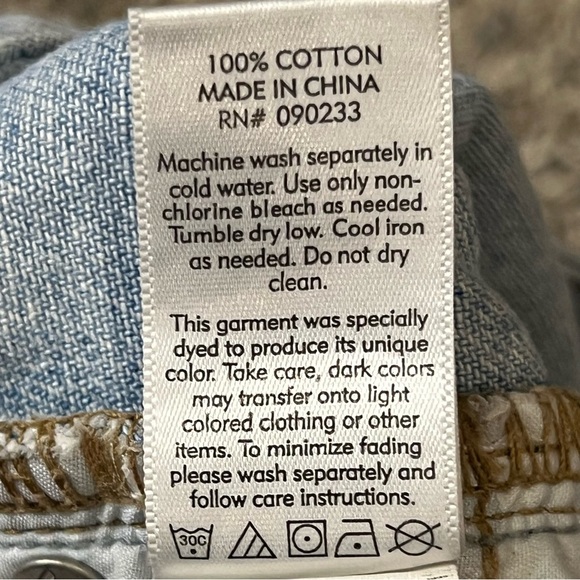 100% COTTON
MADE IN CHINA
RN# 090233
Machine wash separately in
cold water. Use only non-
chlorine bleach as needed.
Tumble dry low. Cool iron
as needed. Do not dry
clean.
This garment was specially
dyed to produce its unique
color. Take care, dark colors
may transfer onto light
colored clothing or other
items. To minimize fading
please wash separately and
follow care instructions.
30C